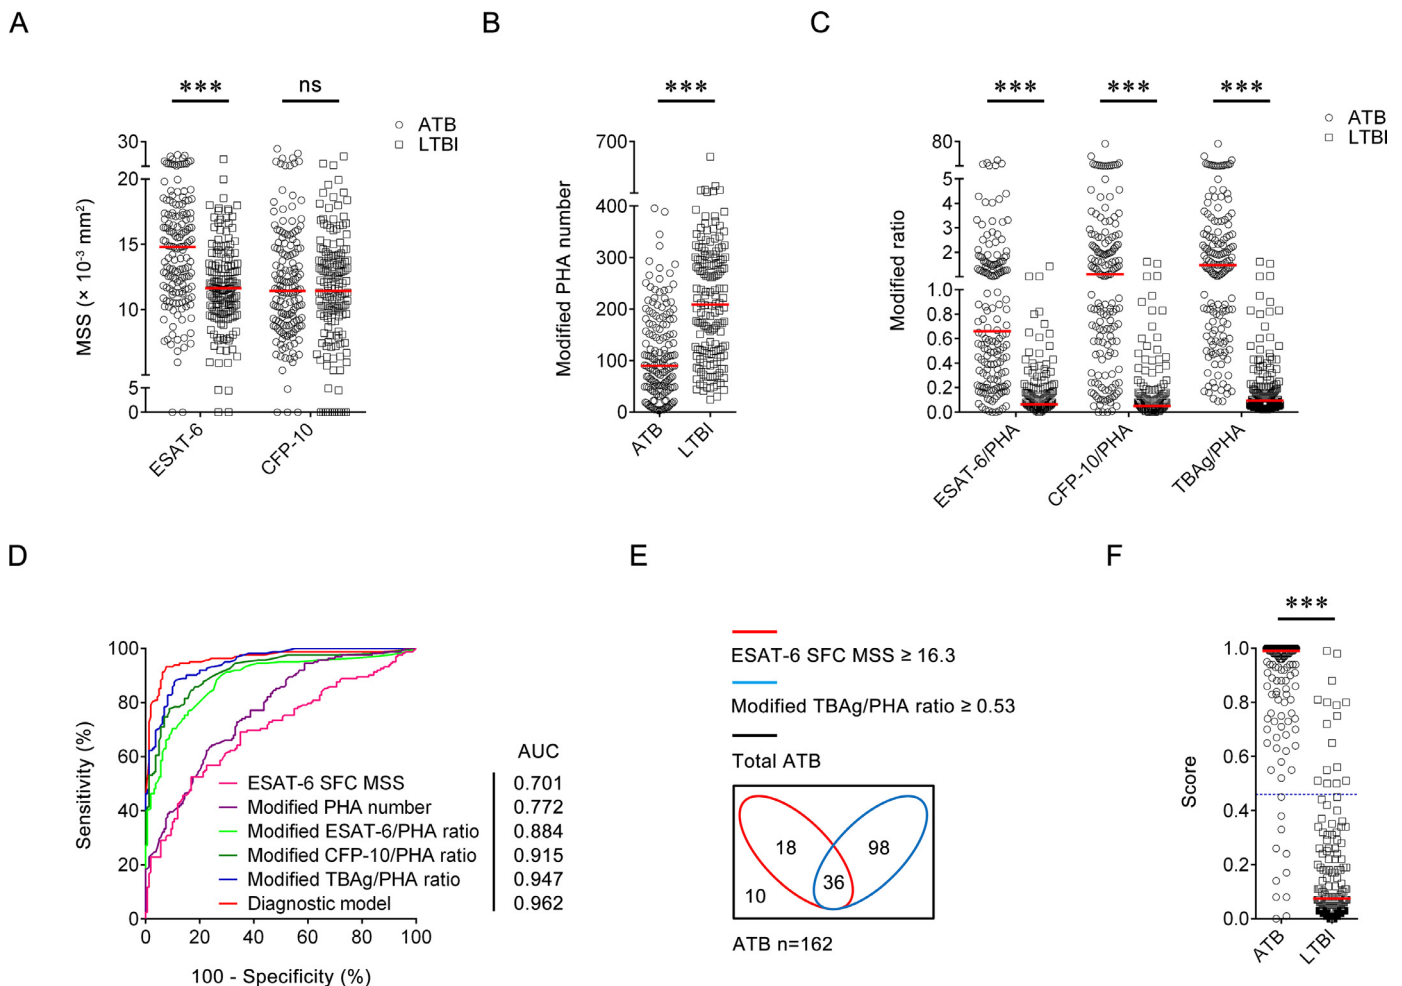 A
B
C
***
ns
***
***
***
***
ATB
LTBI
ATB
LTBI
30
20
15
10
5
0
MSS (× 10⁻³ mm²)
ESAT-6
CFP-10
700
400
300
200
100
0
Modified PHA number
ATB
LTBI
80
5
4
3
2
1
1.0
0.8
0.6
0.4
0.2
0.0
Modified ratio
ESAT-6/PHA
CFP-10/PHA
TBAg/PHA
D
E
F
100
80
60
40
20
0
Sensitivity (%)
0
20
40
60
80
100
100 - Specificity (%)
AUC
ESAT-6 SFC MSS 0.701
Modified PHA number 0.772
Modified ESAT-6/PHA ratio 0.884
Modified CFP-10/PHA ratio 0.915
Modified TBAg/PHA ratio 0.947
Diagnostic model 0.962
ESAT-6 SFC MSS ≥ 16.3
Modified TBAg/PHA ratio ≥ 0.53
Total ATB
18
98
36
10
ATB n=162
***
1.0
0.8
0.6
0.4
0.2
0.0
Score
ATB
LTBI